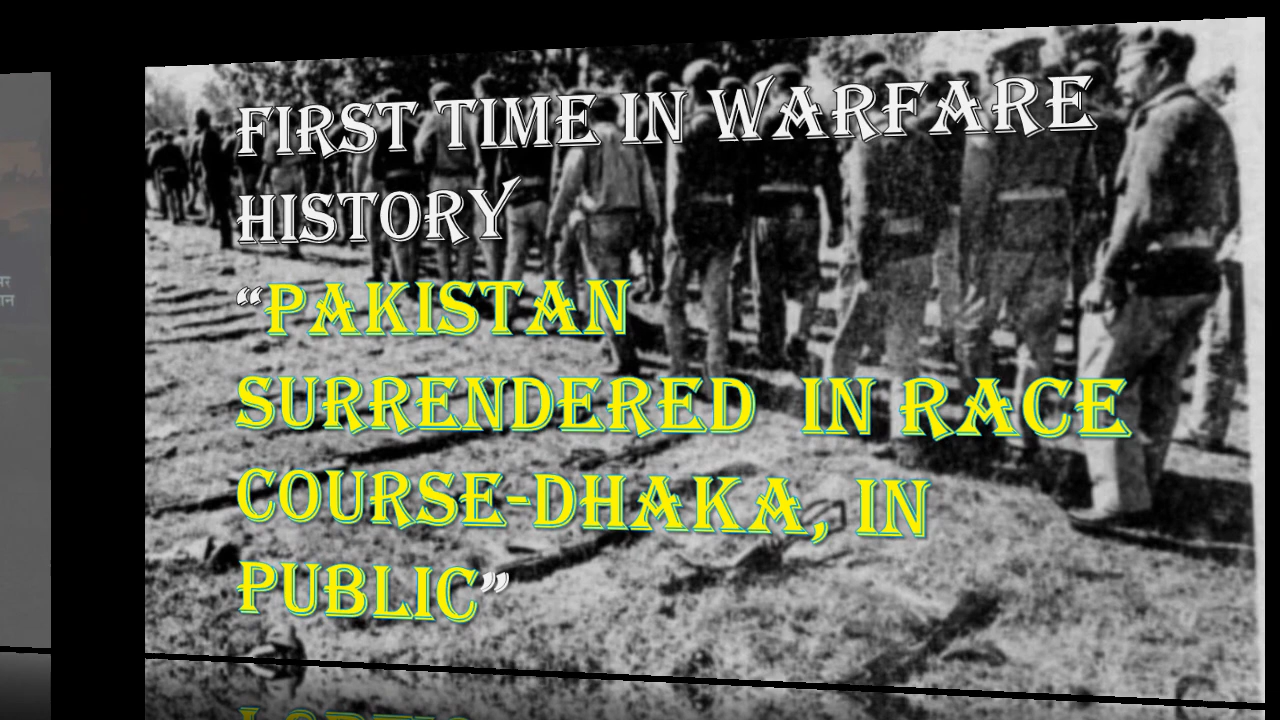 FIRST TIME IN WARFARE
HISTORY
“PAKISTAN
SURRENDERED IN RACE
COURSE-DHAKA, IN
PUBLIC”